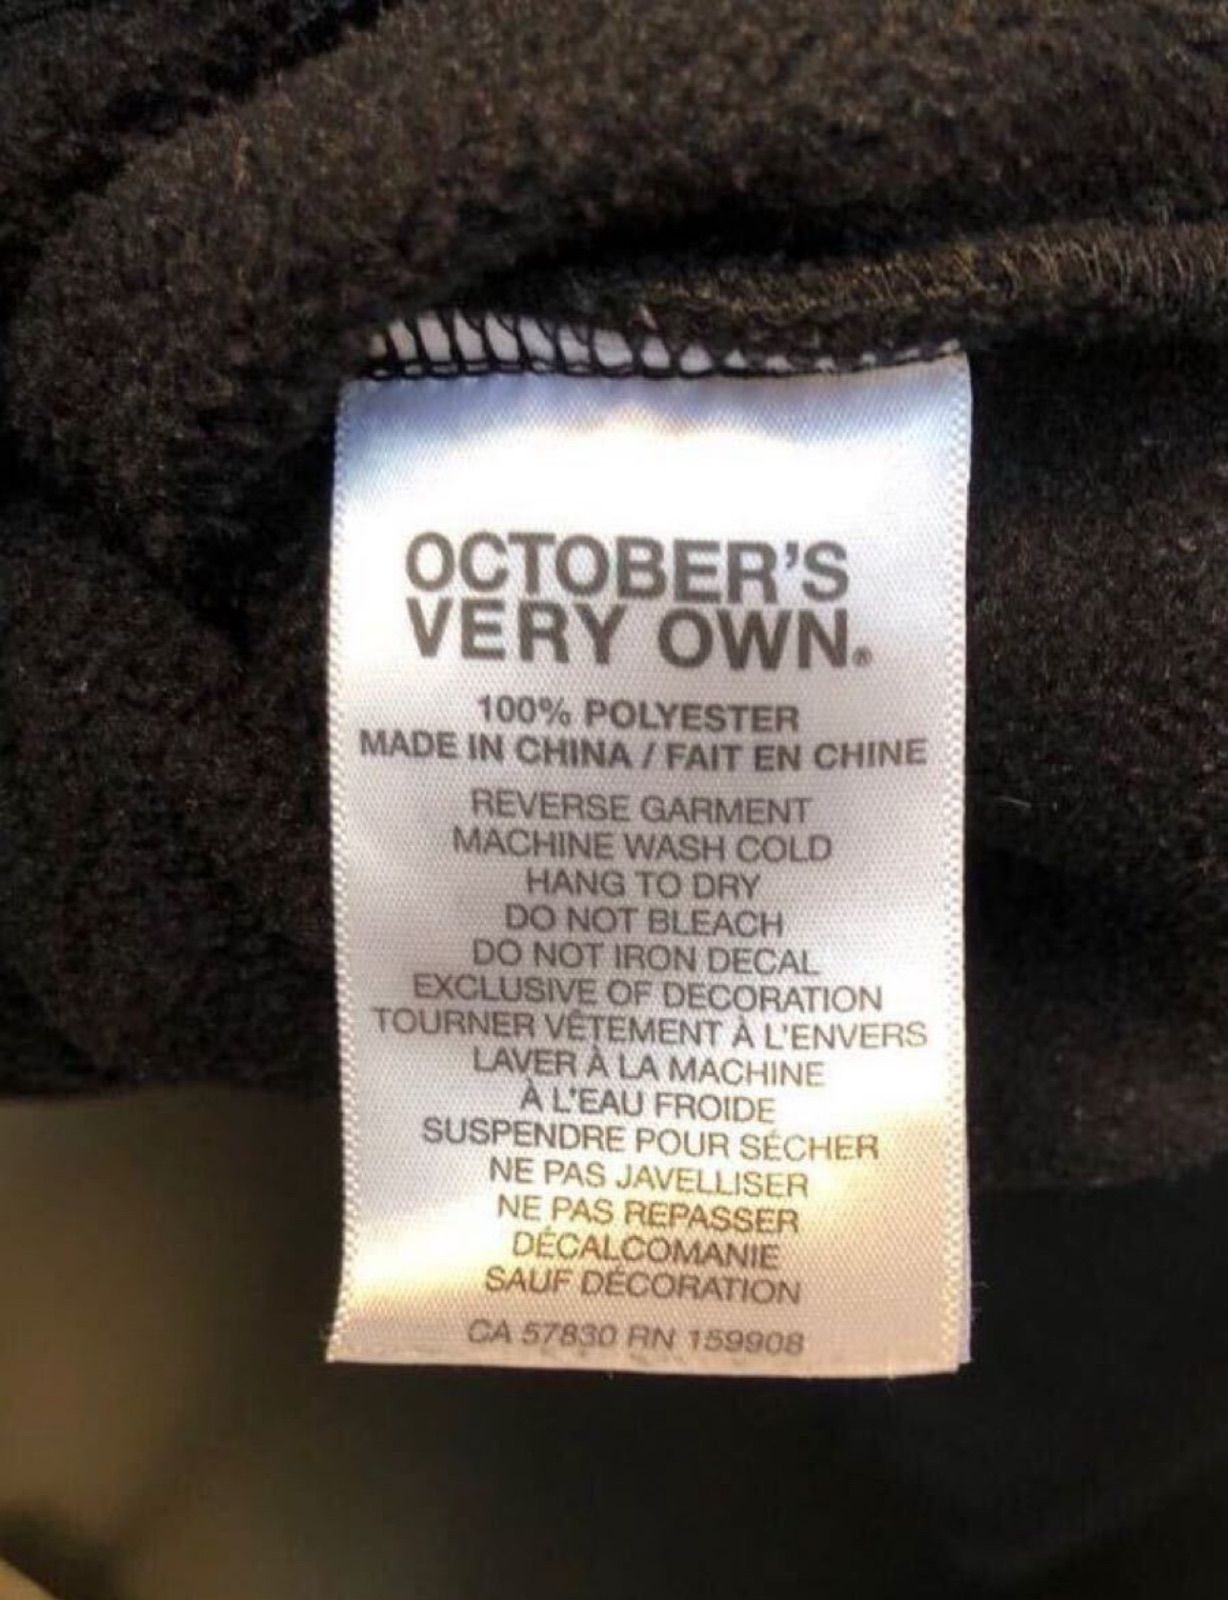 OCTOBER'S
VERY OWN®
100% POLYESTER
MADE IN CHINA / FAIT EN CHINE
REVERSE GARMENT
MACHINE WASH COLD
HANG TO DRY
DO NOT BLEACH
DO NOT IRON DECAL
EXCLUSIVE OF DECORATION
TOURNER VÊTEMENT À L'ENVERS
LAVER À LA MACHINE
À L'EAU FROIDE
SUSPENDRE POUR SÉCHER
NE PAS JAVELLISER
NE PAS REPASSER
DÉCALCOMANIE
SAUF DÉCORATION
CA 57830 RN 159908